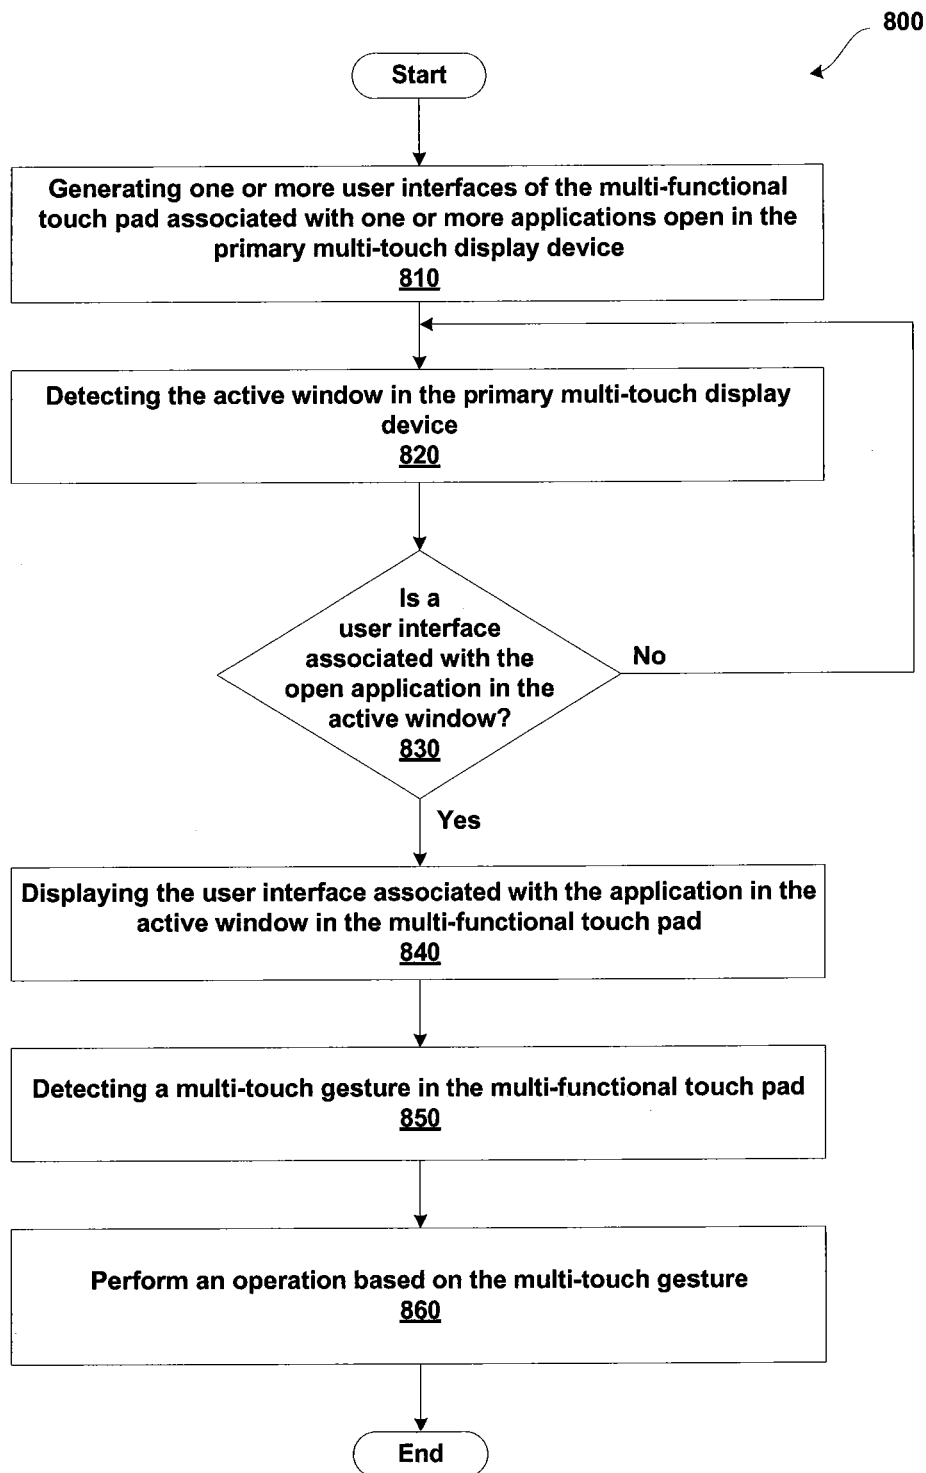 800
Start
Generating one or more user interfaces of the multi-functional
touch pad associated with one or more applications open in the
primary multi-touch display device
810
Detecting the active window in the primary multi-touch display
device
820
Is a
user interface
associated with the
open application in the
active window?
830
No
Yes
Displaying the user interface associated with the application in the
active window in the multi-functional touch pad
840
Detecting a multi-touch gesture in the multi-functional touch pad
850
Perform an operation based on the multi-touch gesture
860
End